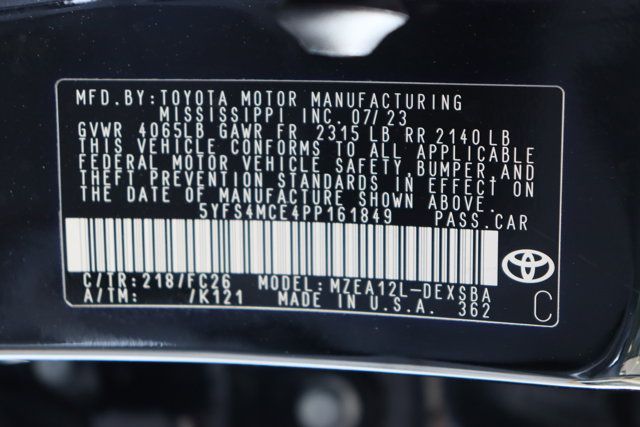 MFD. BY: TOYOTA MOTOR MANUFACTURING
MISSISSIPPI INC. 07/23
GVWR 4065LB GAWR FR 2315 LB RR 2140 LB
THIS VEHICLE CONFORMS TO ALL APPLICABLE
FEDERAL MOTOR VEHICLE SAFETY, BUMPER, AND
THEFT PREVENTION STANDARDS IN EFFECT ON
THE DATE OF MANUFACTURE SHOWN ABOVE.
5YFS4MCE4PP161849 PASS. CAR
C/TR: 218/FC26 MODEL: MZEA12L-DEXSBA
A/TM: /K121 MADE IN U.S.A. 362
C